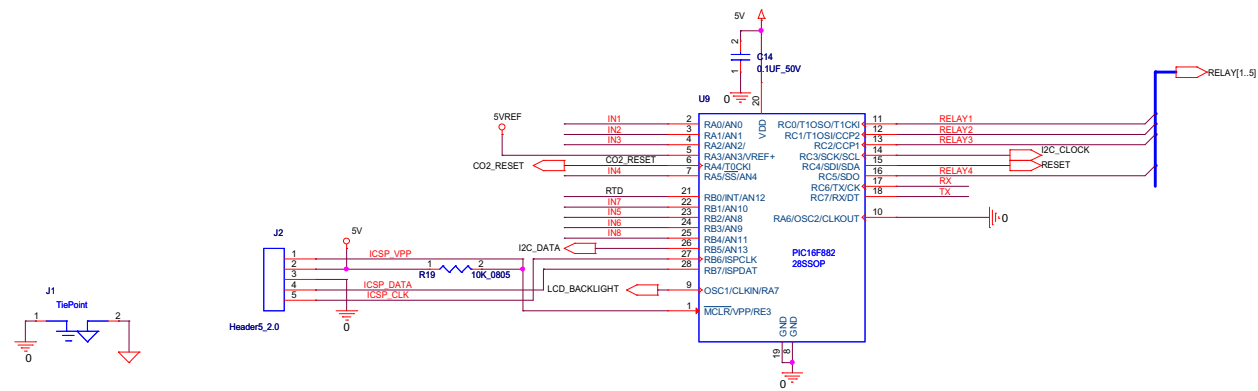 5V
2
C14
1
0.1UF_50V
0
20
U9
VDD
RELAY[1..5]
5VREF
IN1 2 RA0/AN0 RC0/T1OSO/T1CKI 11 RELAY1
IN2 3 RA1/AN1 RC1/T1OSI/CCP2 12 RELAY2
IN3 4 RA2/AN2/ RC2/CCP1 13 RELAY3
5 RA3/AN3/VREF+ RC3/SCK/SCL 14 I2C_CLOCK
CO2_RESET CO2_RESET 6 RA4/T0CKI RC4/SDI/SDA 15 RESET
IN4 7 RA5/SS/AN4 RC5/SDO 16 RELAY4
RC6/TX/CK 17 RX
RTD 21 RB0/INT/AN12 RC7/RX/DT 18 TX
IN7 22 RB1/AN10
IN5 23 RB2/AN8 RA6/OSC2/CLKOUT 10 0
IN6 24 RB3/AN9
IN8 25 RB4/AN11
I2C_DATA 26 RB5/AN13
27 RB6/ISPCLK
28 RB7/ISPDAT
PIC16F882
28SSOP
LCD_BACKLIGHT 9 OSC1/CLKIN/RA7
1 MCLR/VPP/RE3
GND
GND
19
8
0
J2
5V
1 ICSP_VPP
2 1 2
R19 10K_0805
3
4 ICSP_DATA
5 ICSP_CLK
Header5_2.0
0
J1
TiePoint
1 2
0